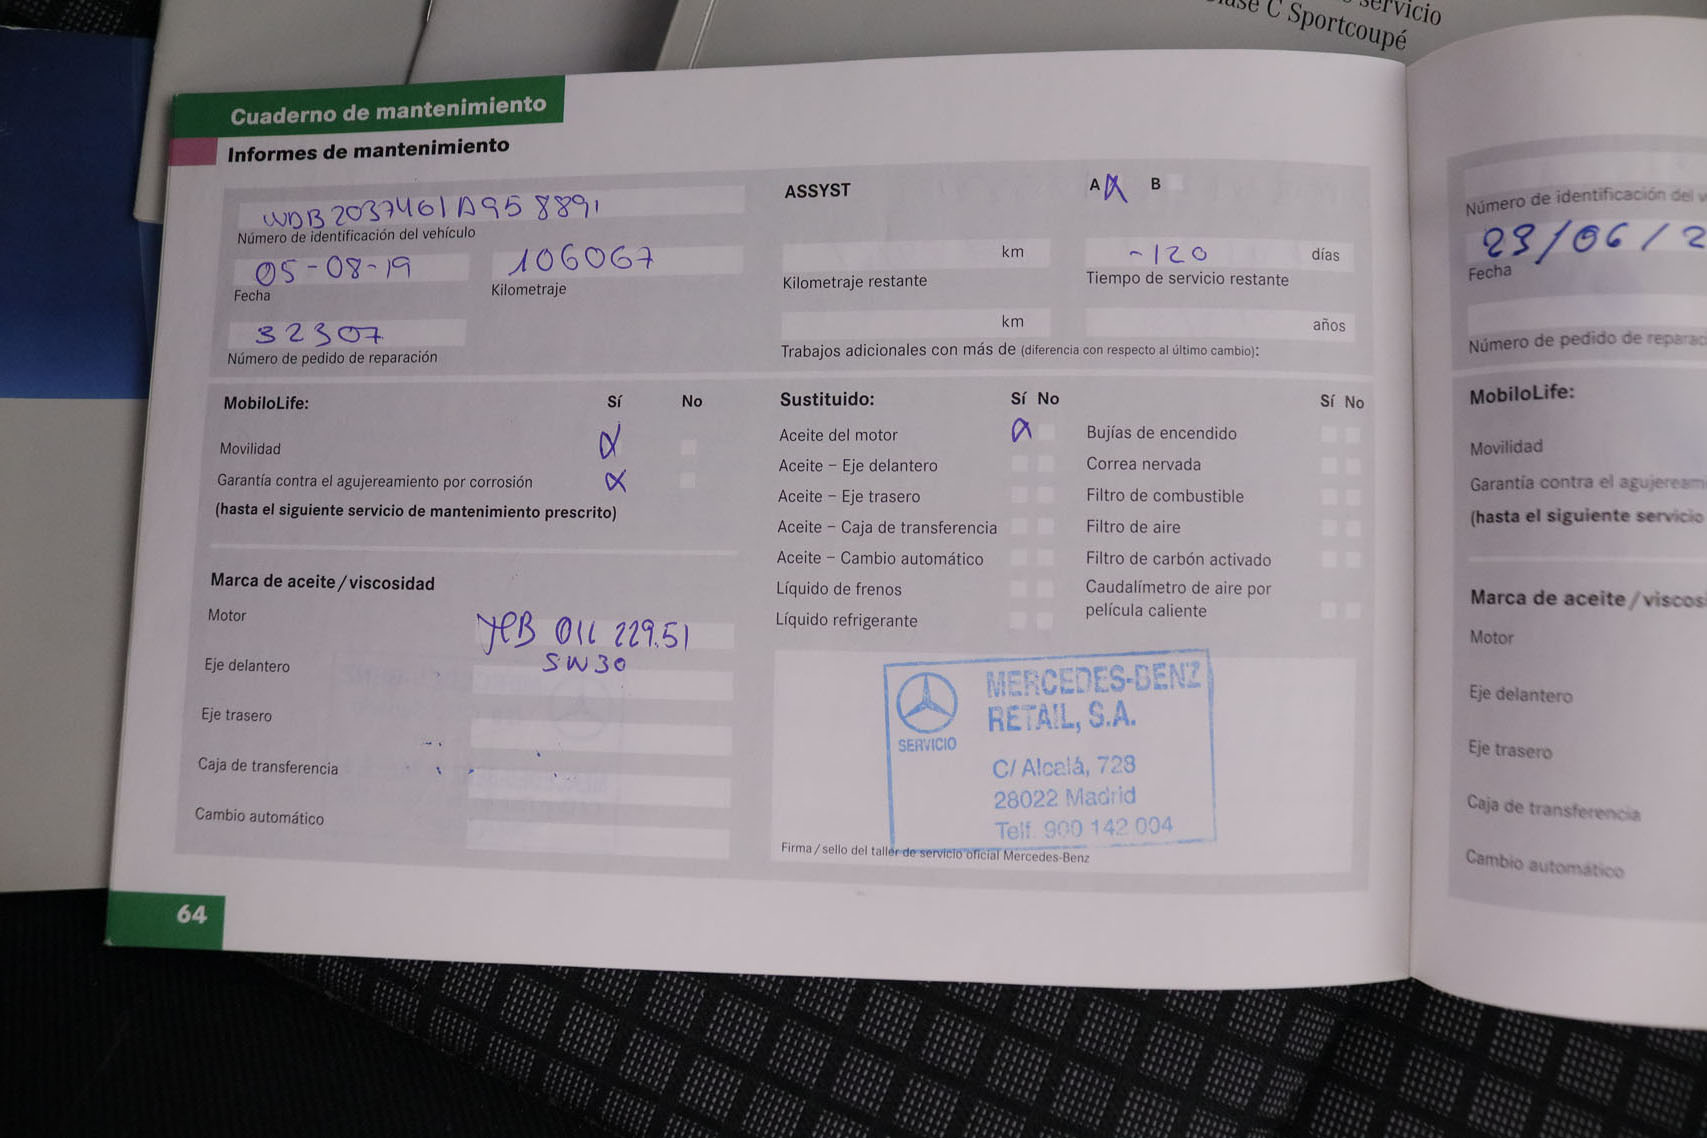 servicio
Clase C Sportcoupé
Cuaderno de mantenimiento
Informes de mantenimiento
WDB2037461A958891
Número de identificación del vehículo
05-08-19
106067
Fecha
Kilometraje
32307
Número de pedido de reparación
ASSYST
A
B
km
-120 días
Kilometraje restante
Tiempo de servicio restante
km
años
Trabajos adicionales con más de (diferencia con respecto al último cambio):
MobiloLife: Sí No
Movilidad
Garantía contra el agujereamiento por corrosión
(hasta el siguiente servicio de mantenimiento prescrito)
Marca de aceite/viscosidad
Motor
229.51
5W30
Eje delantero
Eje trasero
Caja de transferencia
Cambio automático
Sustituido: Sí No Sí No
Aceite del motor
Aceite – Eje delantero
Aceite – Eje trasero
Aceite – Caja de transferencia
Aceite – Cambio automático
Líquido de frenos
Líquido refrigerante
Bujías de encendido
Correa nervada
Filtro de combustible
Filtro de aire
Filtro de carbón activado
Caudalímetro de aire por
película caliente
MERCEDES-BENZ
RETAIL, S.A.
SERVICIO
C/ Alcalá, 728
28022 Madrid
Telf. 900 142 004
Firma/sello del taller de servicio oficial Mercedes-Benz
64
Número de identificación del v
23/06/2
Fecha
Número de pedido de reparac
MobiloLife:
Movilidad
Garantía contra el agujeream
(hasta el siguiente servicio
Marca de aceite/viscos
Motor
Eje delantero
Eje trasero
Caja de transferencia
Cambio automático